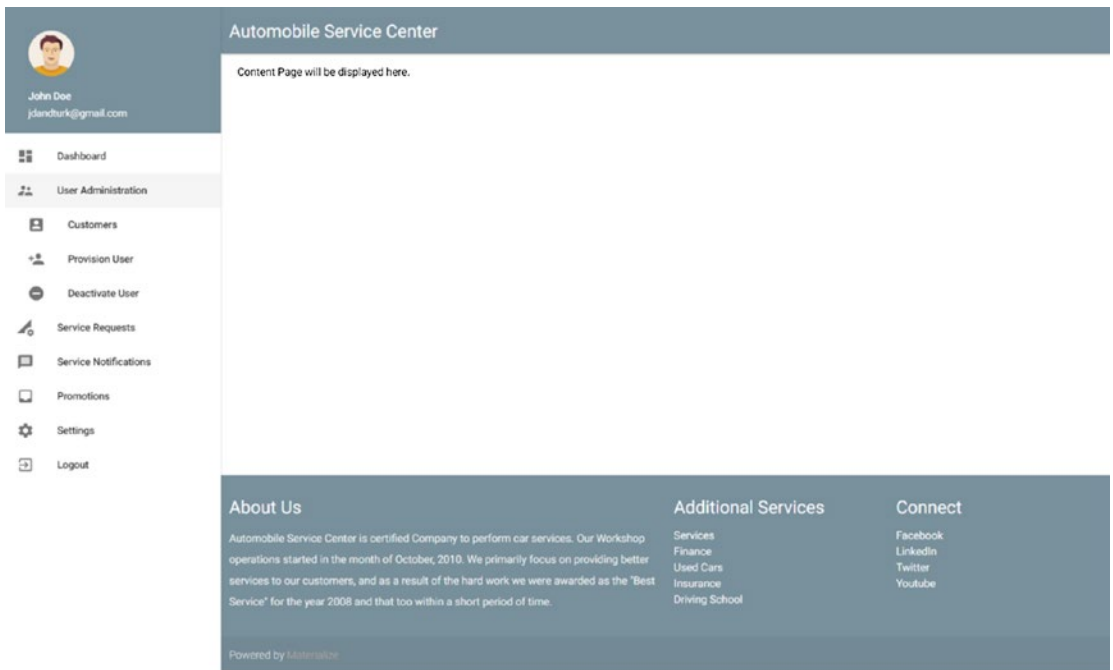 Automobile Service Center
John Doe
jdandturk@gmail.com
Dashboard
User Administration
Customers
Provision User
Deactivate User
Service Requests
Service Notifications
Promotions
Settings
Logout
Content Page will be displayed here.
About Us
Automobile Service Center is certified Company to perform car services. Our Workshop
operations started in the month of October, 2010. We primarily focus on providing better
services to our customers, and as a result of the hard work we were awarded as the "Best
Service" for the year 2008 and that too within a short period of time.
Additional Services
Services
Finance
Used Cars
Insurance
Driving School
Connect
Facebook
LinkedIn
Twitter
Youtube
Powered by Materialize